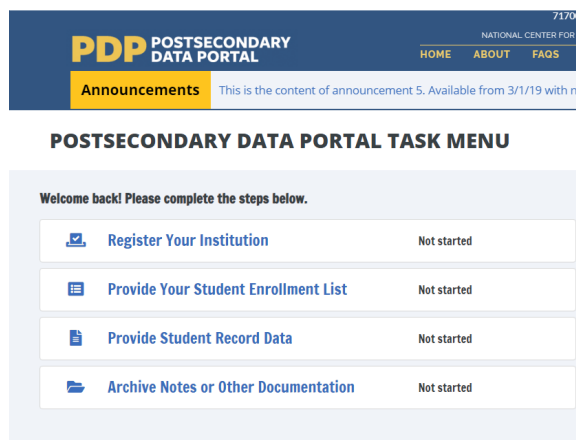 7170
NATIONAL CENTER FOR
PDP POSTSECONDARY
DATA PORTAL
HOME ABOUT FAQS
Announcements This is the content of announcement 5. Available from 3/1/19 with n
POSTSECONDARY DATA PORTAL TASK MENU
Welcome back! Please complete the steps below.
Register Your Institution Not started
Provide Your Student Enrollment List Not started
Provide Student Record Data Not started
Archive Notes or Other Documentation Not started